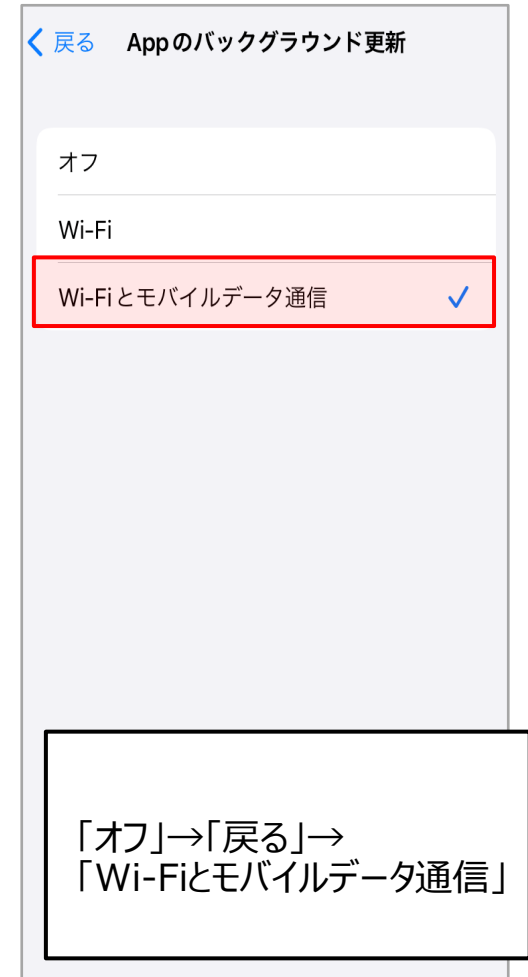 戻る Appのバックグラウンド更新
オフ
Wi-Fi
Wi-Fiとモバイルデータ通信
「オフ」→「戻る」→
「Wi-Fiとモバイルデータ通信」